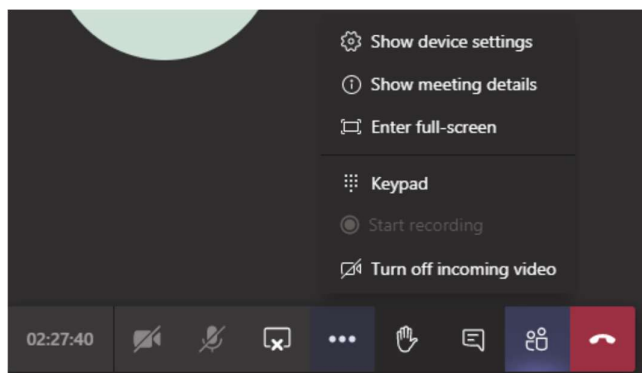 Show device settings
Show meeting details
Enter full-screen
Keypad
Start recording
Turn off incoming video
02:27:40